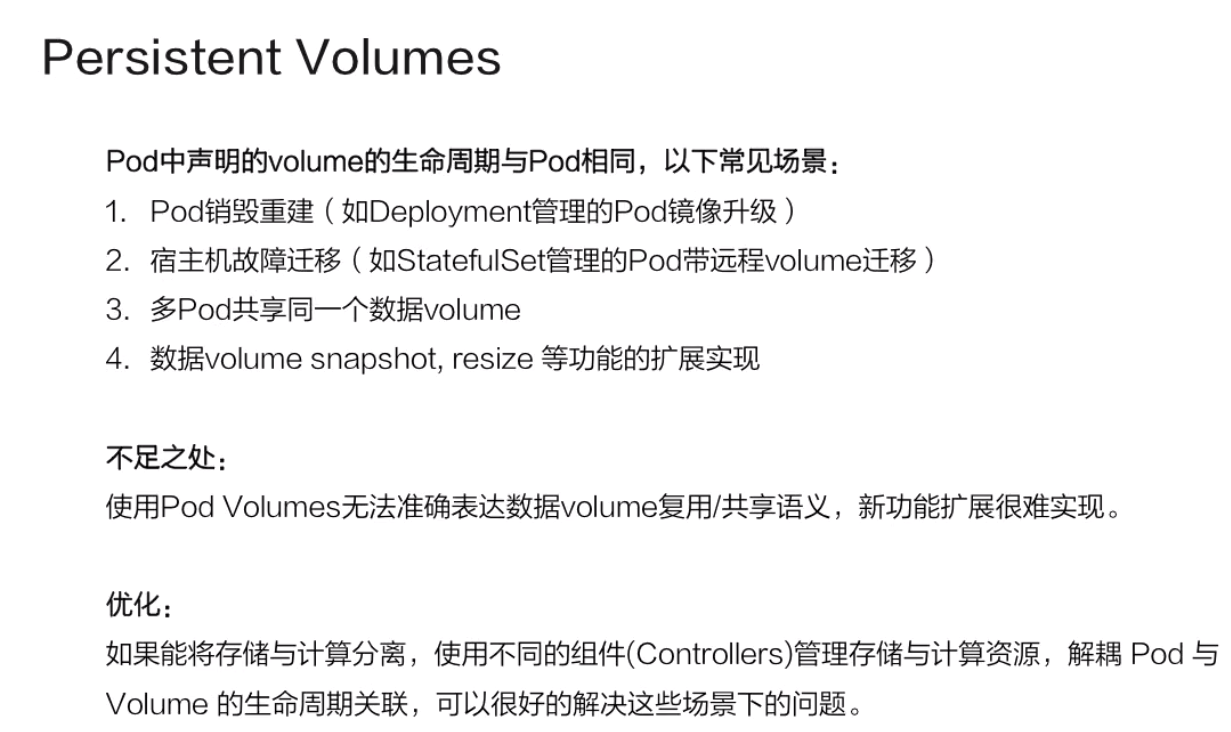 Persistent Volumes
Pod中声明的volume的生命周期与Pod相同，以下常见场景：
1. Pod销毁重建（如Deployment管理的Pod镜像升级）
2. 宿主机故障迁移（如StatefulSet管理的Pod带远程volume迁移）
3. 多Pod共享同一个数据volume
4. 数据volume snapshot, resize 等功能的扩展实现
不足之处：
使用Pod Volumes无法准确表达数据volume复用/共享语义，新功能扩展很难实现。
优化：
如果能将存储与计算分离，使用不同的组件(Controllers)管理存储与计算资源，解耦 Pod 与
Volume 的生命周期关联，可以很好的解决这些场景下的问题。